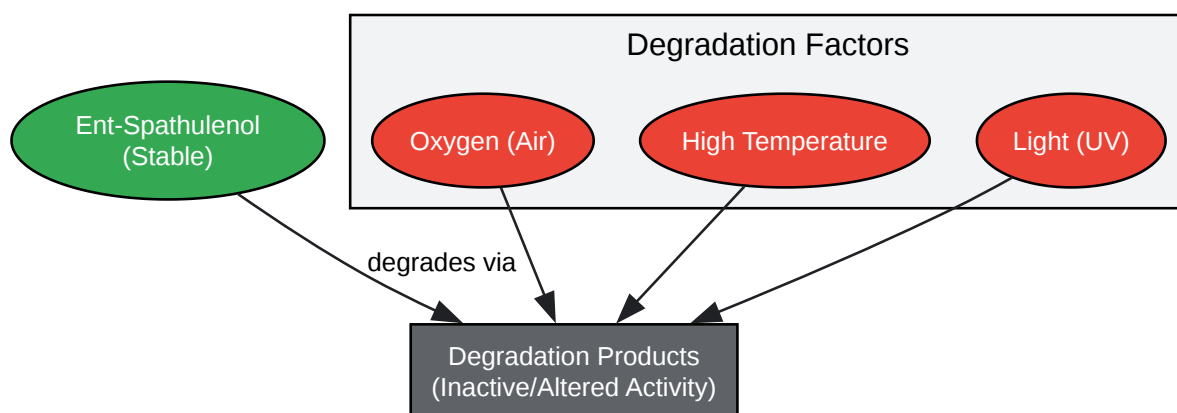 Degradation Factors
Ent-Spathulenol
(Stable)
Oxygen (Air)
High Temperature
Light (UV)
degrades via
Degradation Products
(Inactive/Altered Activity)